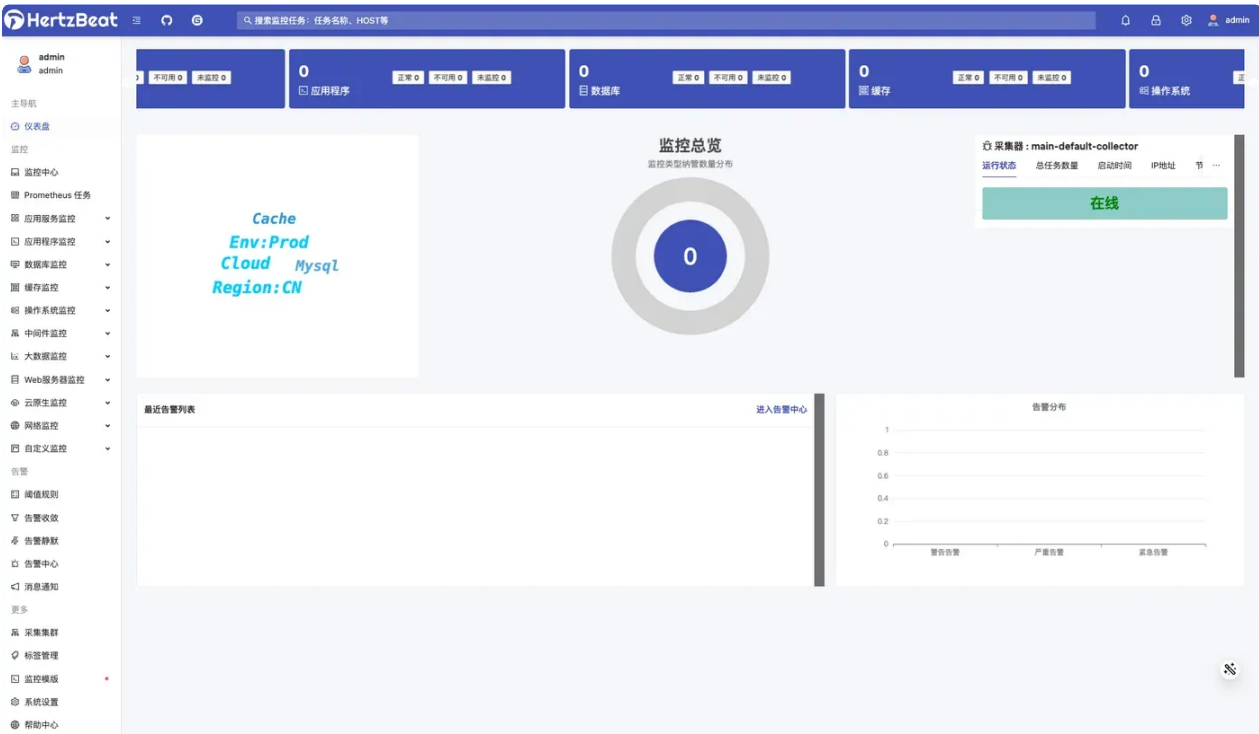 HertzBeat
搜索监控任务：任务名称、HOST等
admin
admin
admin
主导航
仪表盘
监控
监控中心
Prometheus 任务
应用服务监控
应用程序监控
数据库监控
缓存监控
操作系统监控
中间件监控
大数据监控
Web服务器监控
云原生监控
网络监控
自定义监控
告警
阈值规则
告警收敛
告警静默
告警中心
消息通知
更多
采集集群
标签管理
监控模版
系统设置
帮助中心
不可用 0 未监控 0
0
应用程序
正常 0 不可用 0 未监控 0
0
数据库
正常 0 不可用 0 未监控 0
0
缓存
正常 0 不可用 0 未监控 0
0
操作系统
Cache
Env:Prod
Cloud Mysql
Region:CN
监控总览
监控类型纳管数量分布
0
采集器 : main-default-collector
运行状态 总任务数量 启动时间 IP地址 节 ···
在线
最近告警列表 进入告警中心
告警分布
1
0.8
0.6
0.4
0.2
0
警告告警 严重告警 紧急告警